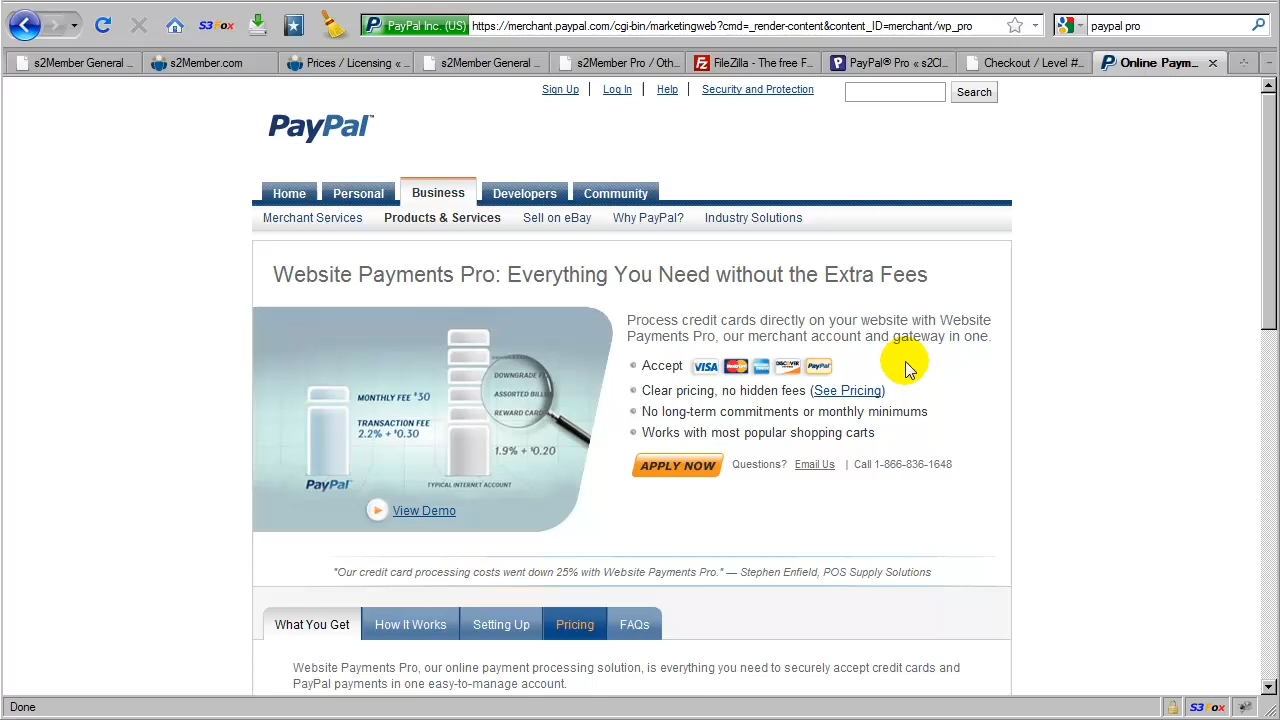 S3Fox
PayPal Inc. (US)
https://merchant.paypal.com/cgi-bin/marketingweb?cmd=_render-content&content_ID=merchant/wp_pro
paypal pro
s2Member General ...
s2Member.com
Prices / Licensing « ...
s2Member General ...
s2Member Pro / Oth...
FileZilla - The free F...
PayPal® Pro « s2Cl...
Checkout / Level #...
Online Paym...
Sign Up
Log In
Help
Security and Protection
Search
PayPal™
Home
Personal
Business
Developers
Community
Merchant Services
Products & Services
Sell on eBay
Why PayPal?
Industry Solutions
Website Payments Pro: Everything You Need without the Extra Fees
MONTHLY FEE $30
TRANSACTION FEE
2.2% + $0.30
PayPal™
DOWNGRADE F
ASSORTED BILL
REWARD CARD
1.9% + $0.20
TYPICAL INTERNET ACCOUNT
View Demo
Process credit cards directly on your website with Website
Payments Pro, our merchant account and gateway in one.
Accept VISA MasterCard DISCOVER PayPal
Clear pricing, no hidden fees (See Pricing)
No long-term commitments or monthly minimums
Works with most popular shopping carts
APPLY NOW
Questions? Email Us | Call 1-866-836-1648
"Our credit card processing costs went down 25% with Website Payments Pro." — Stephen Enfield, POS Supply Solutions
What You Get
How It Works
Setting Up
Pricing
FAQs
Website Payments Pro, our online payment processing solution, is everything you need to securely accept credit cards and
PayPal payments in one easy-to-manage account.
Done
S3Fox